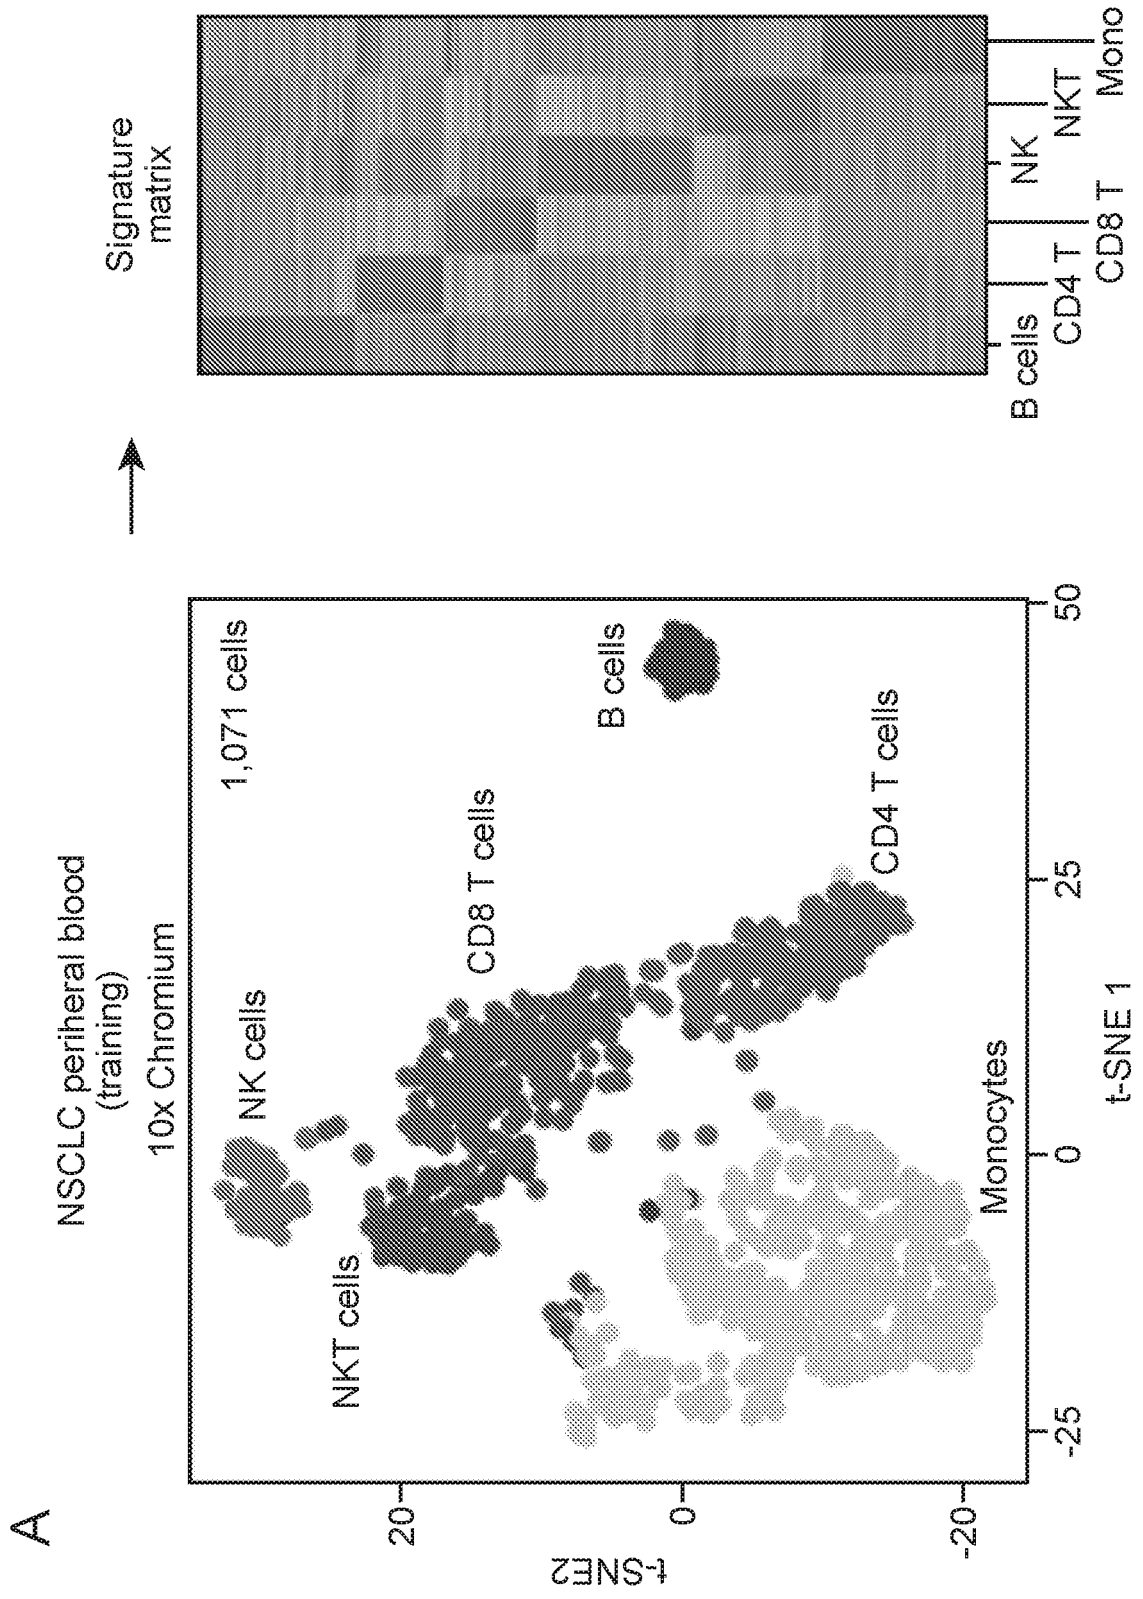 A
NSCLC periheral blood
(training)
10x Chromium
1,071 cells
NK cells
CD8 T cells
NKT cells
B cells
CD4 T cells
Monocytes
t-SNE2
20
0
-20
-25
0
25
50
t-SNE 1
Signature
matrix
B cells
CD4 T
CD8 T
NK
NKT
Mono